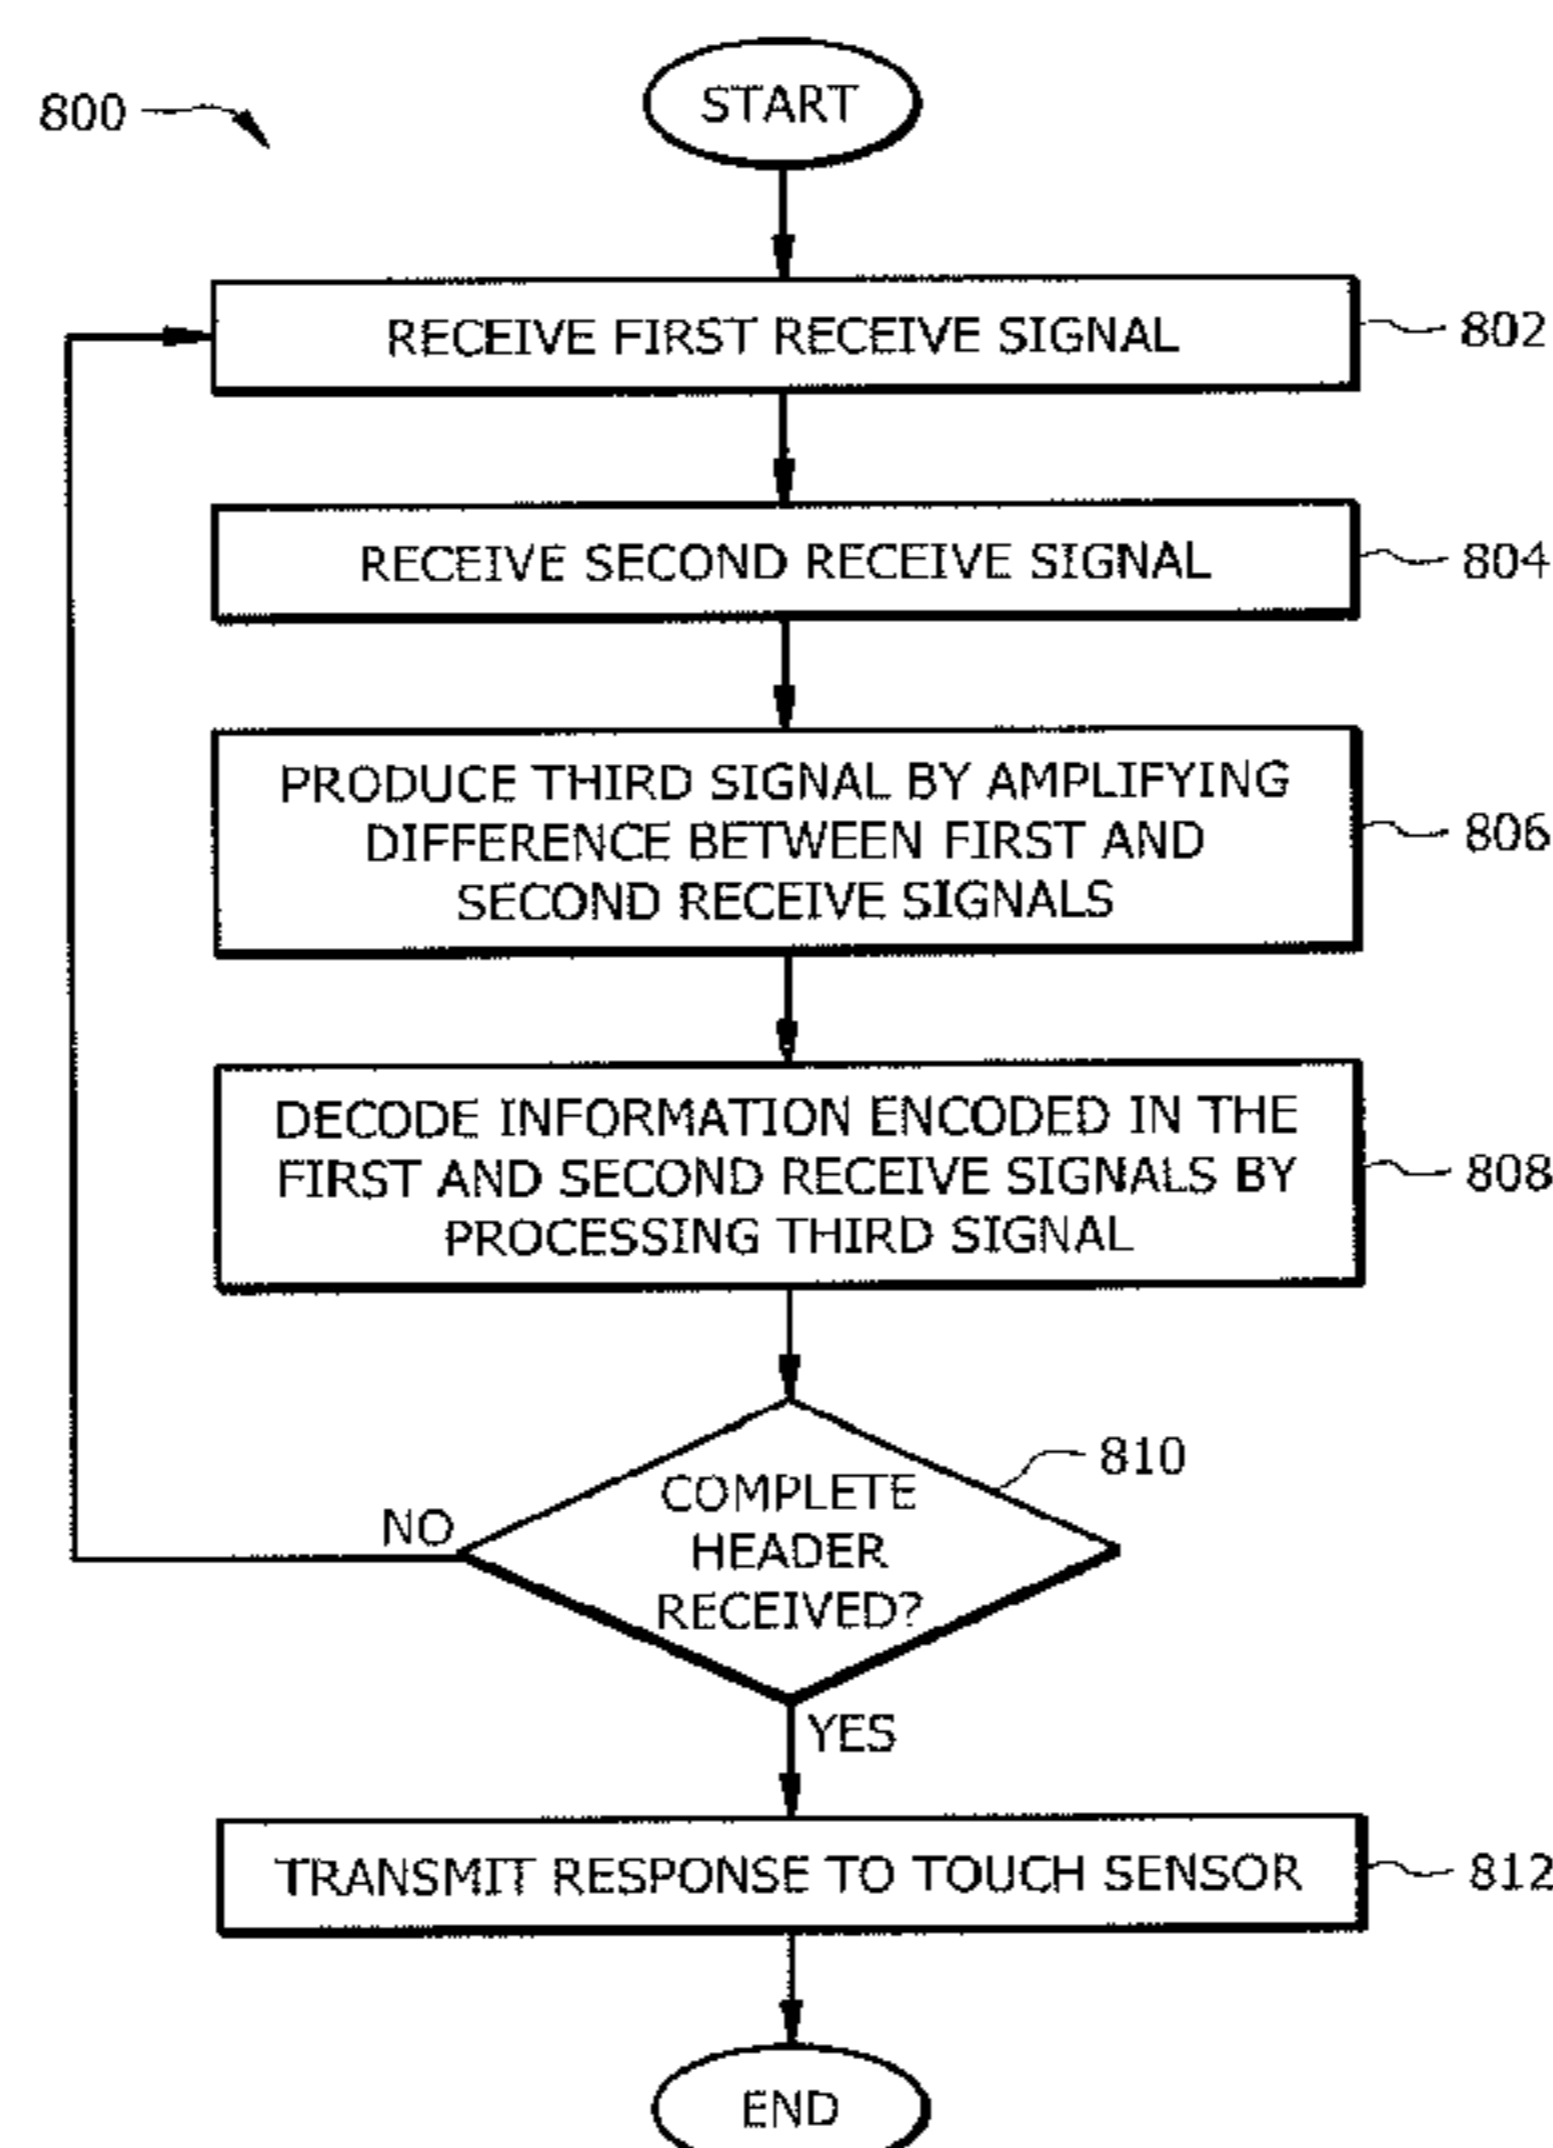 800
START
RECEIVE FIRST RECEIVE SIGNAL
802
RECEIVE SECOND RECEIVE SIGNAL
804
PRODUCE THIRD SIGNAL BY AMPLIFYING
DIFFERENCE BETWEEN FIRST AND
SECOND RECEIVE SIGNALS
806
DECODE INFORMATION ENCODED IN THE
FIRST AND SECOND RECEIVE SIGNALS BY
PROCESSING THIRD SIGNAL
808
COMPLETE
HEADER
RECEIVED?
810
NO
YES
TRANSMIT RESPONSE TO TOUCH SENSOR
812
END